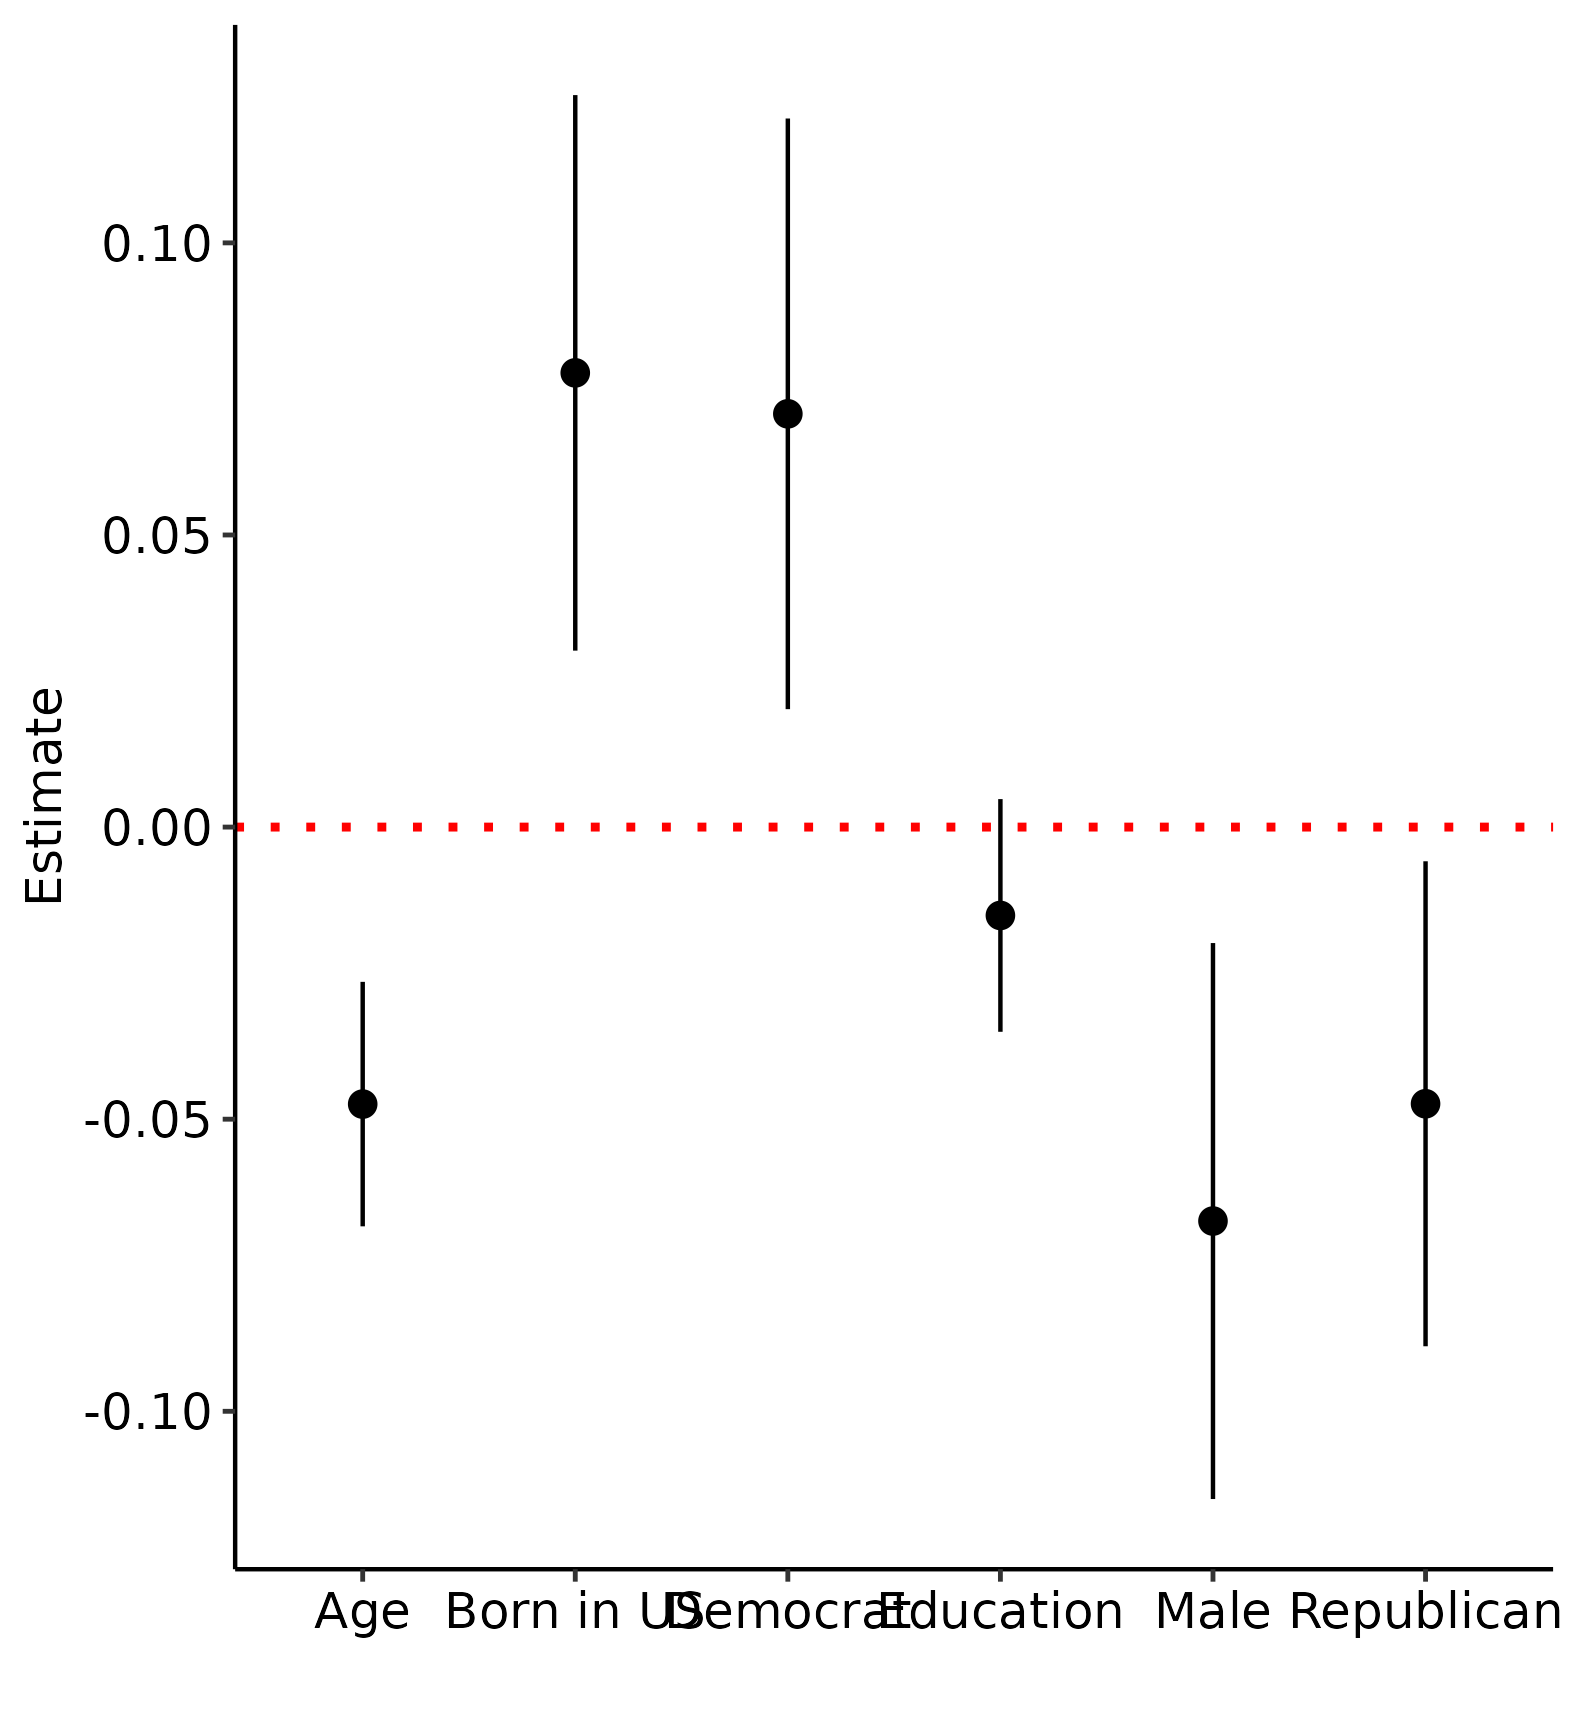 0.10
0.05
0.00
-0.05
-0.10
Estimate
Age Born in US Democrat Education Male Republican